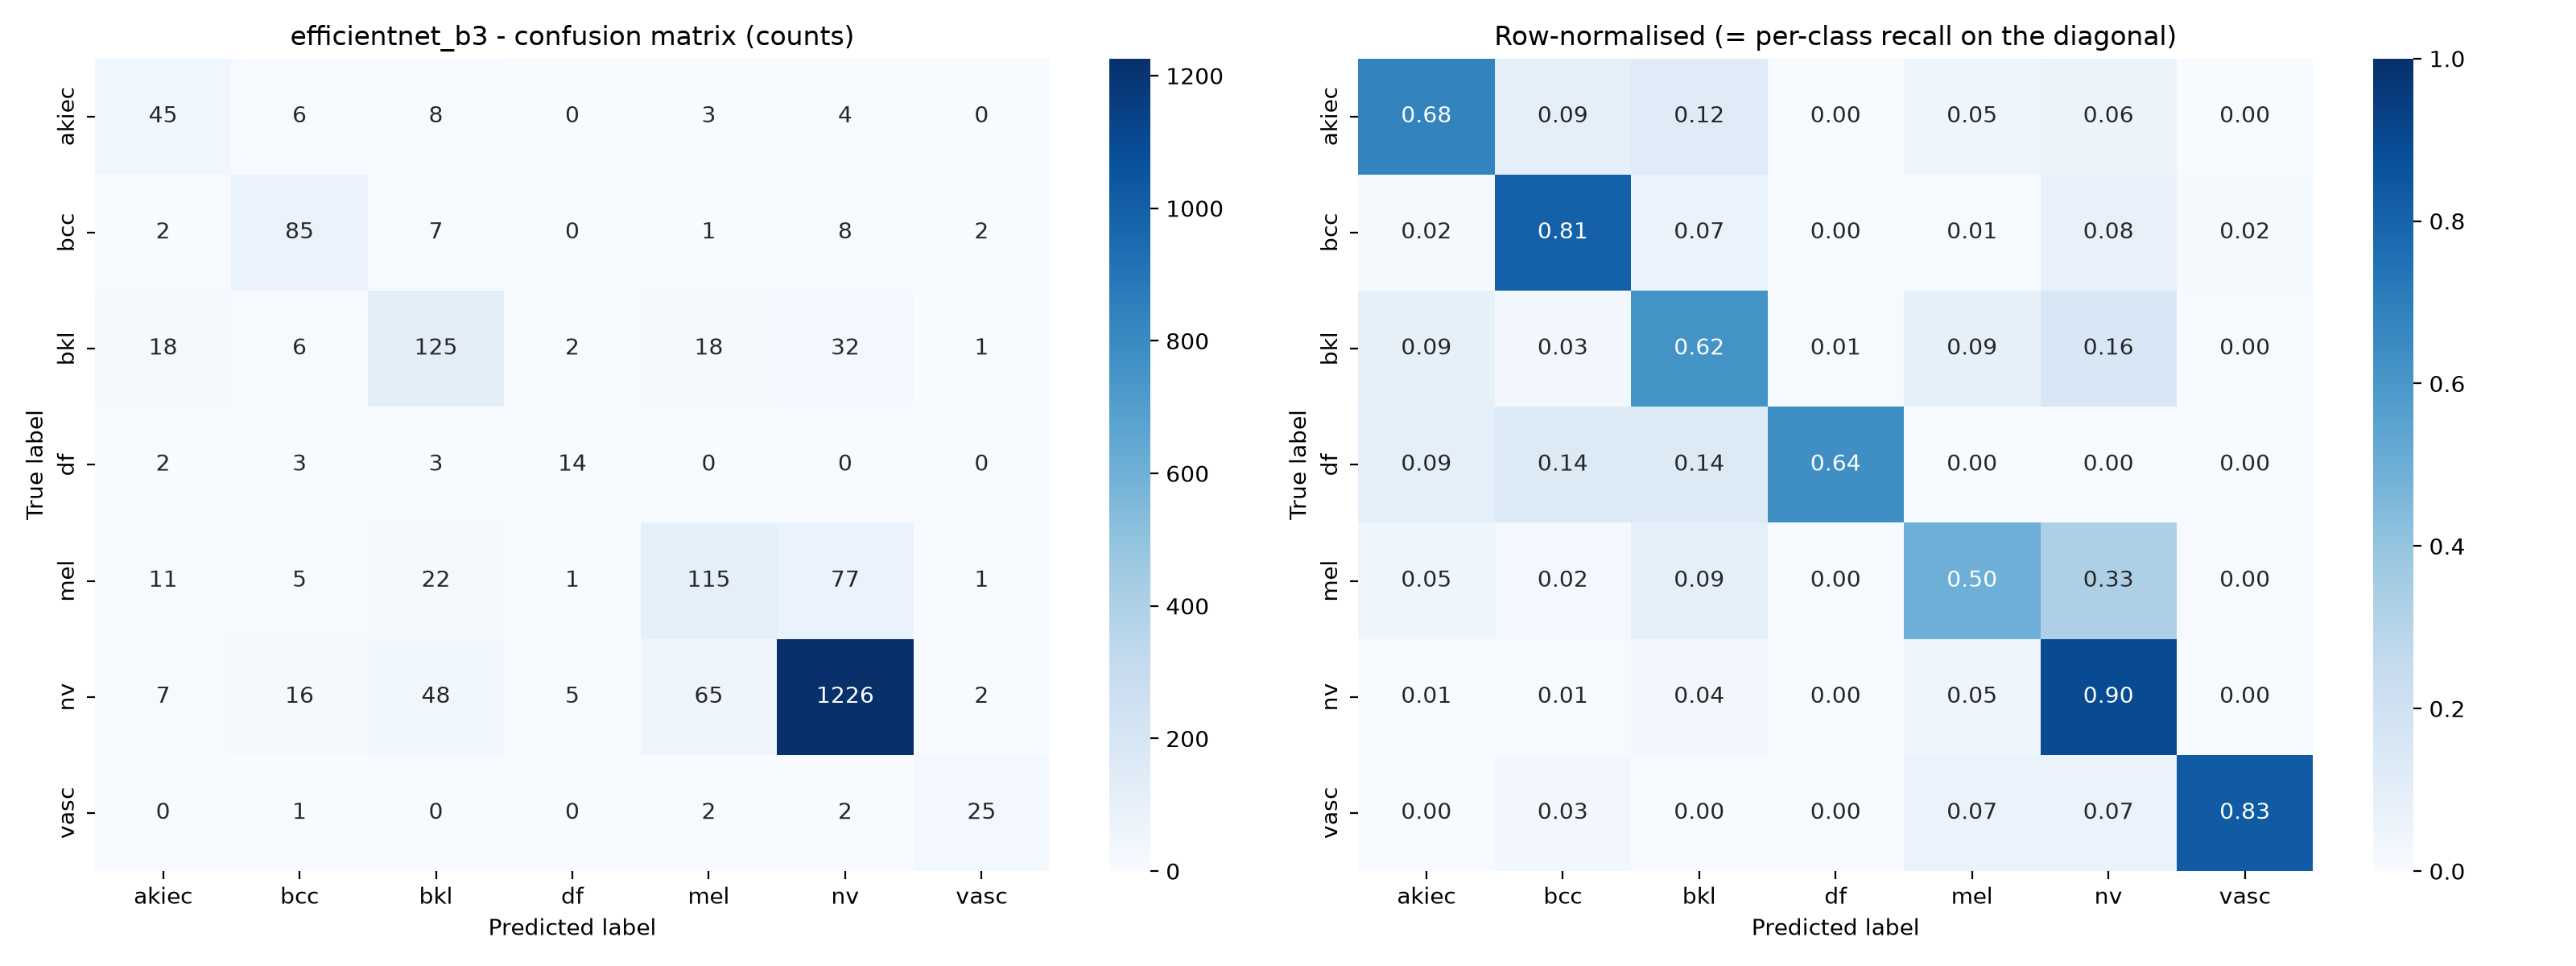 efficientnet_b3 - confusion matrix (counts)
True label
akiec 45 6 8 0 3 4 0
bcc 2 85 7 0 1 8 2
bkl 18 6 125 2 18 32 1
df 2 3 3 14 0 0 0
mel 11 5 22 1 115 77 1
nv 7 16 48 5 65 1226 2
vasc 0 1 0 0 2 2 25
akiec bcc bkl df mel nv vasc
Predicted label
1200
1000
800
600
400
200
0
Row-normalised (= per-class recall on the diagonal)
True label
akiec 0.68 0.09 0.12 0.00 0.05 0.06 0.00
bcc 0.02 0.81 0.07 0.00 0.01 0.08 0.02
bkl 0.09 0.03 0.62 0.01 0.09 0.16 0.00
df 0.09 0.14 0.14 0.64 0.00 0.00 0.00
mel 0.05 0.02 0.09 0.00 0.50 0.33 0.00
nv 0.01 0.01 0.04 0.00 0.05 0.90 0.00
vasc 0.00 0.03 0.00 0.00 0.07 0.07 0.83
akiec bcc bkl df mel nv vasc
Predicted label
1.0
0.8
0.6
0.4
0.2
0.0